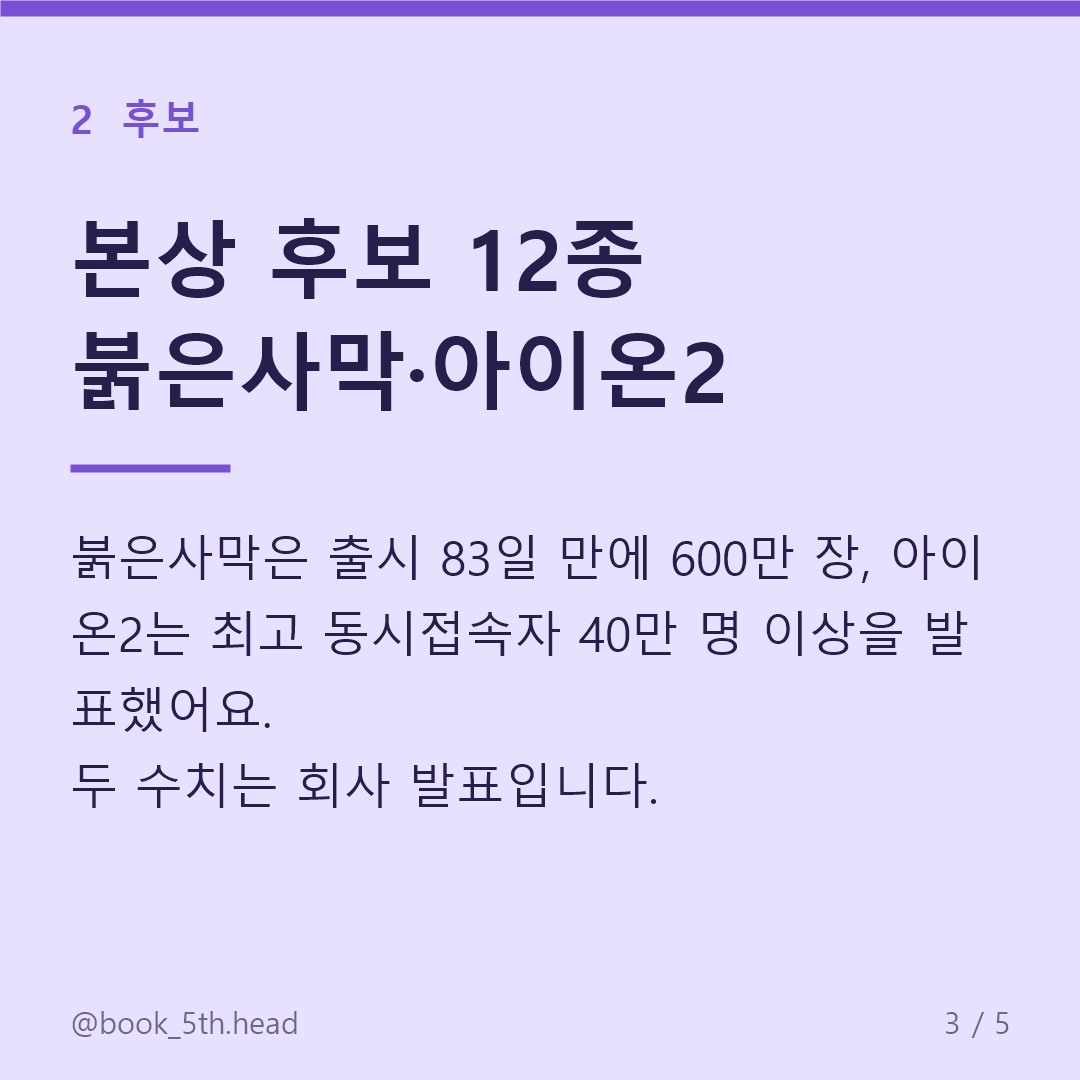 2 후보
본상 후보 12종
붉은사막·아이온2
붉은사막은 출시 83일 만에 600만 장, 아이
온2는 최고 동시접속자 40만 명 이상을 발
표했어요.
두 수치는 회사 발표입니다.
@book_5th.head
3 / 5